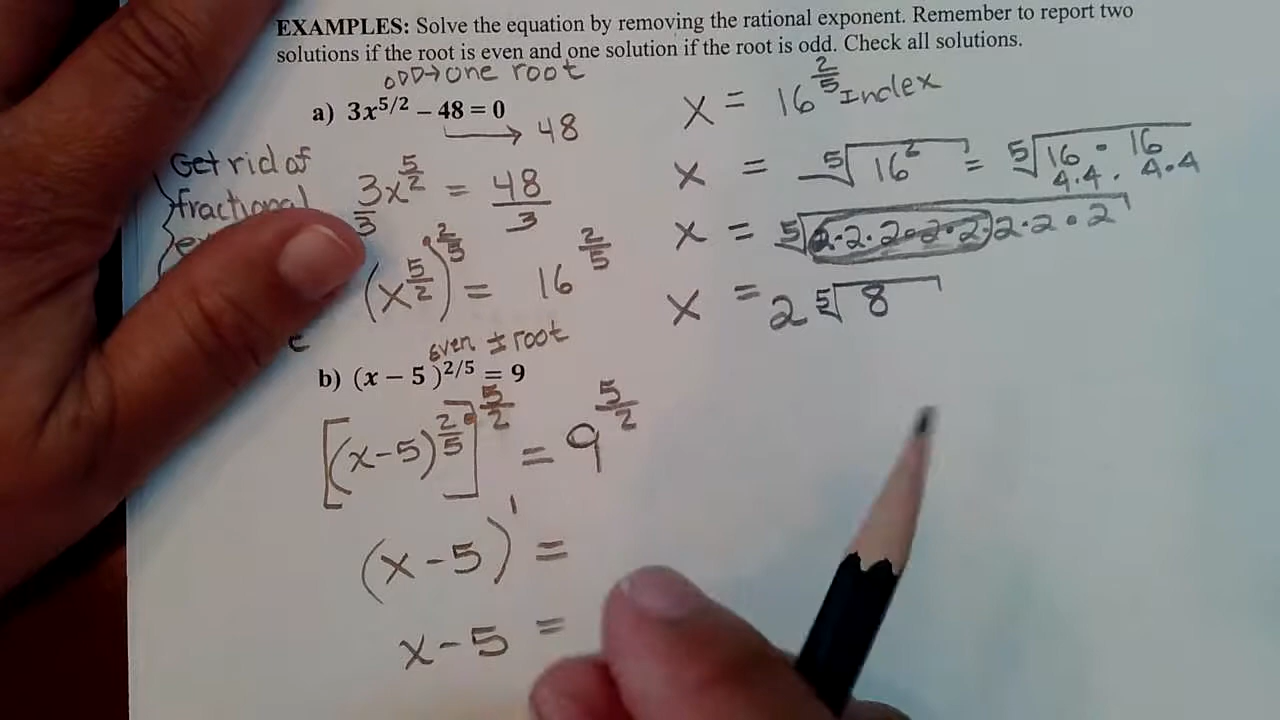 EXAMPLES: Solve the equation by removing the rational exponent. Remember to report two
solutions if the root is even and one solution if the root is odd. Check all solutions.
ODD→one root
a) 3x^5/2 – 48 = 0
→ 48
Get rid of
fractional
3x^5/2 = 48
3 3
(x^5/2)^2/5 = 16^2/5
x = 16^2/5 Index
x = ⁵√16² = ⁵√16 · 16
4·4 · 4·4
x = ⁵√2·2·2·2·2·2·2·2
x = 2 ⁵√8
even ± root
b) (x – 5)^2/5 = 9
[(x-5)^2/5]^5/2 = 9^5/2
(x-5)^1 =
x-5 =